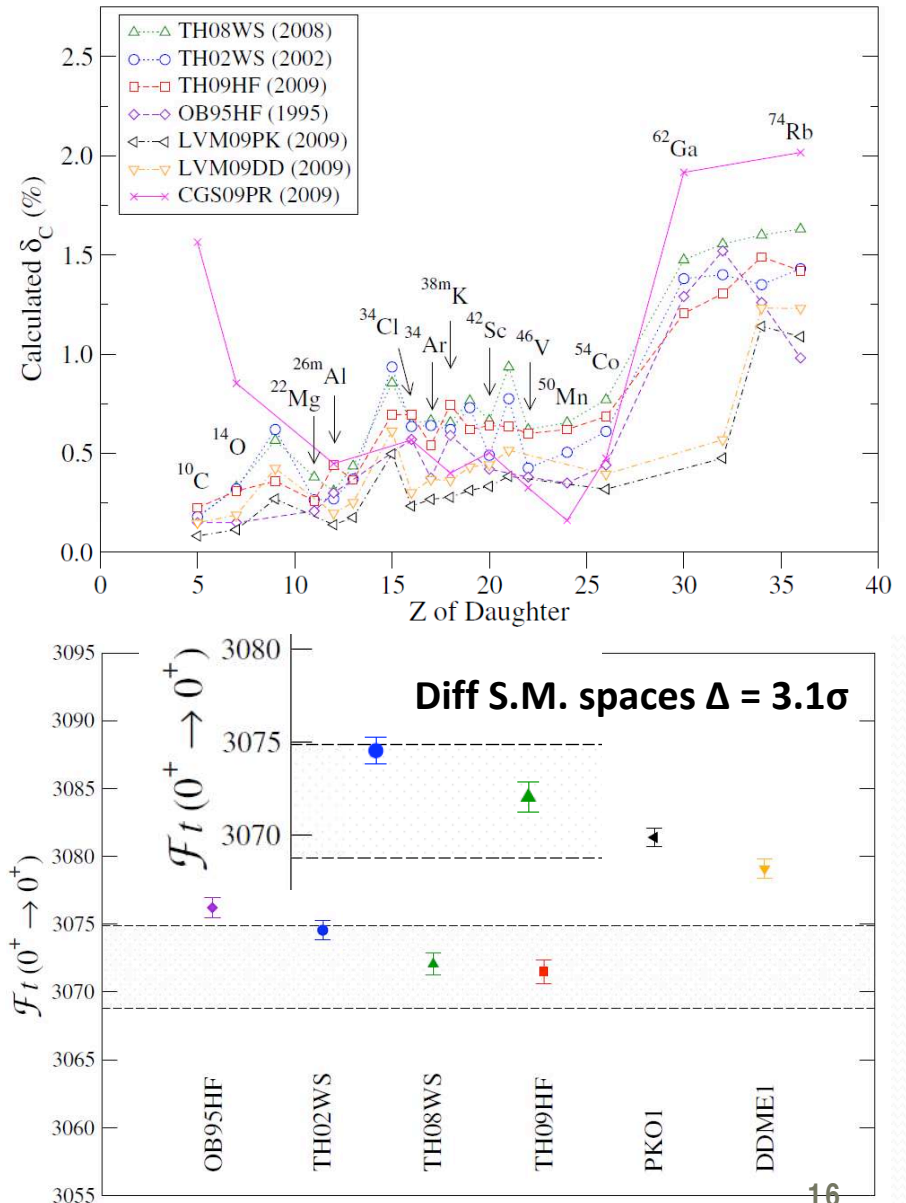 2.5
2.0
1.5
1.0
0.5
0.0
Calculated δ_C (%)
TH08WS (2008)
TH02WS (2002)
TH09HF (2009)
OB95HF (1995)
LVM09PK (2009)
LVM09DD (2009)
CGS09PR (2009)
¹⁰C
¹⁴O
²²Mg
²⁶ᵐAl
³⁴Cl
³⁴Ar
³⁸ᵐK
⁴²Sc
⁴⁶V
⁵⁰Mn
⁵⁴Co
⁶²Ga
⁷⁴Rb
0 5 10 15 20 25 30 35 40
Z of Daughter
3095
3090
3085
3080
3075
3070
3065
3060
3055
ℱt (0⁺ → 0⁺)
3080
3075
3070
ℱt (0⁺ → 0⁺)
Diff S.M. spaces Δ = 3.1σ
OB95HF
TH02WS
TH08WS
TH09HF
PKO1
DDME1
16